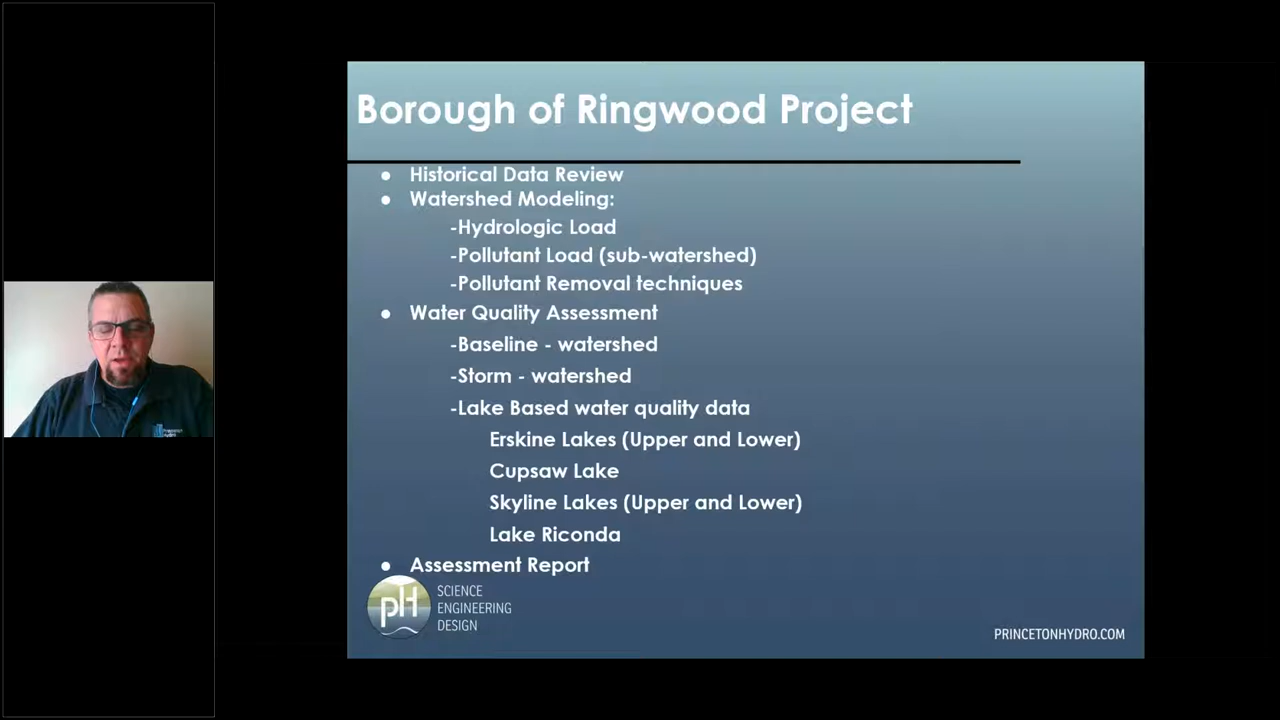 Borough of Ringwood Project
● Historical Data Review
● Watershed Modeling:
-Hydrologic Load
-Pollutant Load (sub-watershed)
-Pollutant Removal techniques
● Water Quality Assessment
-Baseline - watershed
-Storm - watershed
-Lake Based water quality data
Erskine Lakes (Upper and Lower)
Cupsaw Lake
Skyline Lakes (Upper and Lower)
Lake Riconda
● Assessment Report
pH
SCIENCE
ENGINEERING
DESIGN
PRINCETONHYDRO.COM